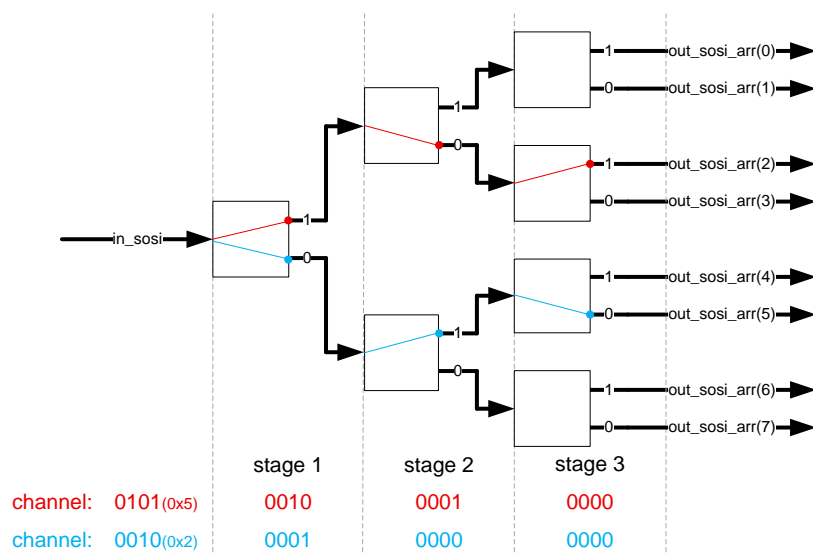 1 out_sosi_arr(0)
0 out_sosi_arr(1)
1
0
1 out_sosi_arr(2)
0 out_sosi_arr(3)
in_sosi
1
0
1 out_sosi_arr(4)
0 out_sosi_arr(5)
1
0
1 out_sosi_arr(6)
0 out_sosi_arr(7)
stage 1 stage 2 stage 3
channel: 0101(0x5) 0010 0001 0000
channel: 0010(0x2) 0001 0000 0000